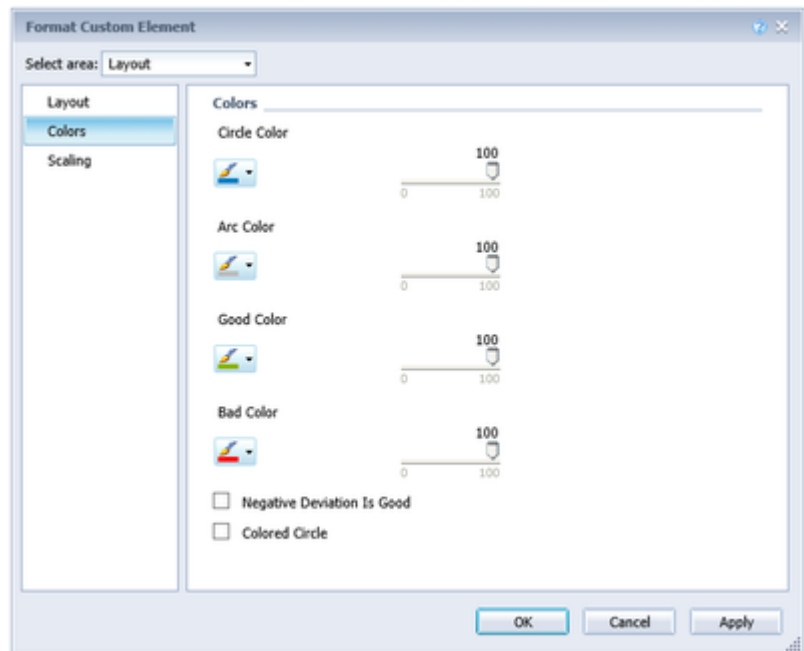 Format Custom Element
Select area: Layout
Layout
Colors
Scaling
Colors
Circle Color
100
0 100
Arc Color
100
0 100
Good Color
100
0 100
Bad Color
100
0 100
Negative Deviation Is Good
Colored Circle
OK Cancel Apply